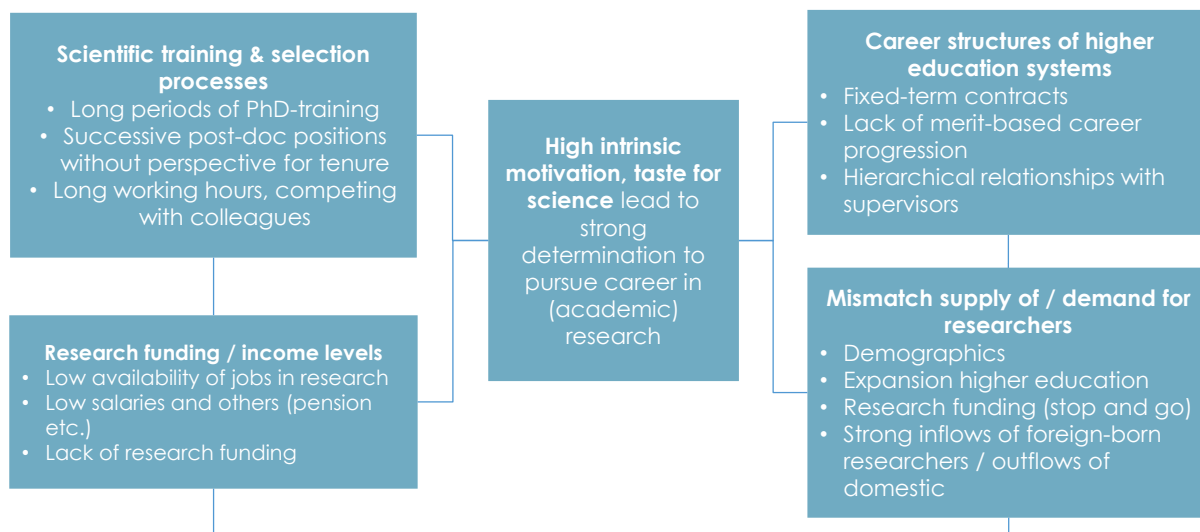 Scientific training & selection
processes
• Long periods of PhD-training
• Successive post-doc positions
without perspective for tenure
• Long working hours, competing
with colleagues
Research funding / income levels
• Low availability of jobs in research
• Low salaries and others (pension
etc.)
• Lack of research funding
High intrinsic
motivation, taste for
science lead to
strong
determination to
pursue career in
(academic)
research
Career structures of higher
education systems
• Fixed-term contracts
• Lack of merit-based career
progression
• Hierarchical relationships with
supervisors
Mismatch supply of / demand for
researchers
• Demographics
• Expansion higher education
• Research funding (stop and go)
• Strong inflows of foreign-born
researchers / outflows of
domestic